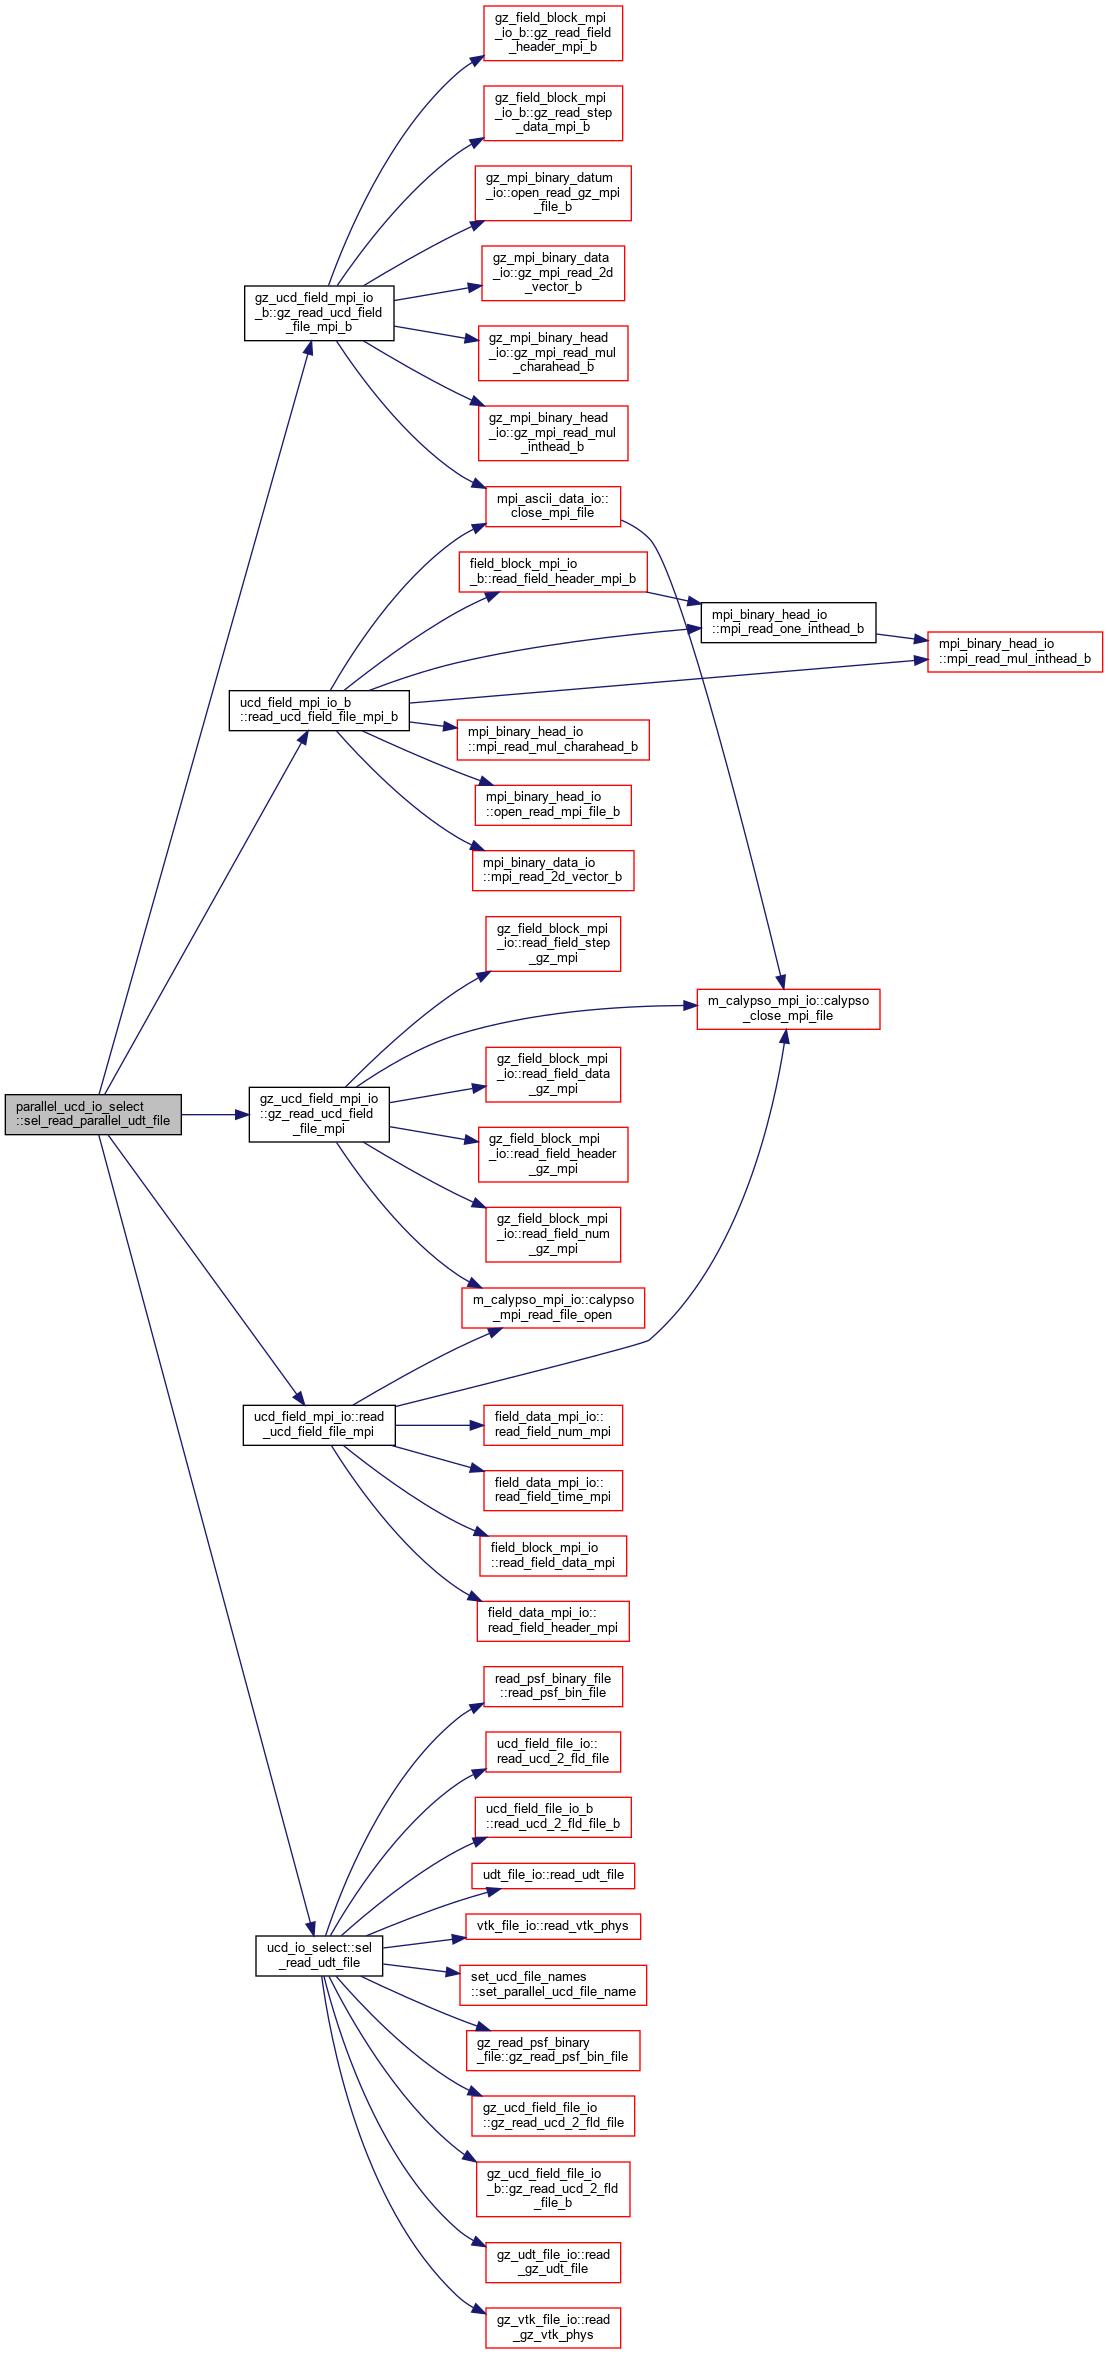 gz_field_block_mpi
_io_b::gz_read_field
_header_mpi_b
gz_field_block_mpi
_io_b::gz_read_step
_data_mpi_b
gz_mpi_binary_datum
_io::open_read_gz_mpi
_file_b
gz_mpi_binary_data
_io::gz_mpi_read_2d
_vector_b
gz_ucd_field_mpi_io
_b::gz_read_ucd_field
_file_mpi_b
gz_mpi_binary_head
_io::gz_mpi_read_mul
_charahead_b
gz_mpi_binary_head
_io::gz_mpi_read_mul
_inthead_b
mpi_ascii_data_io::
close_mpi_file
field_block_mpi_io
_b::read_field_header_mpi_b
mpi_binary_head_io
::mpi_read_one_inthead_b
mpi_binary_head_io
::mpi_read_mul_inthead_b
ucd_field_mpi_io_b
::read_ucd_field_file_mpi_b
mpi_binary_head_io
::mpi_read_mul_charahead_b
mpi_binary_head_io
::open_read_mpi_file_b
mpi_binary_data_io
::mpi_read_2d_vector_b
gz_field_block_mpi
_io::read_field_step
_gz_mpi
m_calypso_mpi_io::calypso
_close_mpi_file
gz_field_block_mpi
_io::read_field_data
_gz_mpi
parallel_ucd_io_select
::sel_read_parallel_udt_file
gz_ucd_field_mpi_io
::gz_read_ucd_field
_file_mpi
gz_field_block_mpi
_io::read_field_header
_gz_mpi
gz_field_block_mpi
_io::read_field_num
_gz_mpi
m_calypso_mpi_io::calypso
_mpi_read_file_open
ucd_field_mpi_io::read
_ucd_field_file_mpi
field_data_mpi_io::
read_field_num_mpi
field_data_mpi_io::
read_field_time_mpi
field_block_mpi_io
::read_field_data_mpi
field_data_mpi_io::
read_field_header_mpi
read_psf_binary_file
::read_psf_bin_file
ucd_field_file_io::
read_ucd_2_fld_file
ucd_field_file_io_b
::read_ucd_2_fld_file_b
udt_file_io::read_udt_file
vtk_file_io::read_vtk_phys
ucd_io_select::sel
_read_udt_file
set_ucd_file_names
::set_parallel_ucd_file_name
gz_read_psf_binary
_file::gz_read_psf_bin_file
gz_ucd_field_file_io
::gz_read_ucd_2_fld_file
gz_ucd_field_file_io
_b::gz_read_ucd_2_fld
_file_b
gz_udt_file_io::read
_gz_udt_file
gz_vtk_file_io::read
_gz_vtk_phys